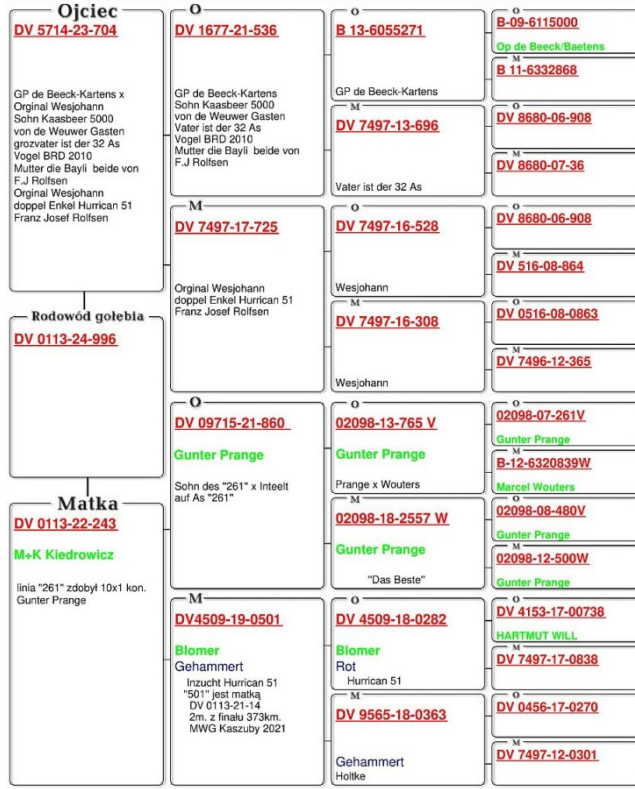 Ojciec
DV 5714-23-704
GP de Beeck-Kartens x
Orginal Wesjohann
Sohn Kaasbeer 5000
von de Weuwer Gasten
grozvater ist der 32 As
Vogel BRD 2010
Mutter die Bayli beide von
F.J Rolfsen
Orginal Wesjohann
doppel Enkel Hurrican 51
Franz Josef Rolfsen
Rodowód gołębia
DV 0113-24-996
Matka
DV 0113-22-243
M+K Kiedrowicz
linia "261" zdobył 10x1 kon.
Gunter Prange
O
DV 1677-21-536
GP de Beeck-Kartens
Sohn Kaasbeer 5000
von de Weuwer Gasten
Vater ist der 32 As
Vogel BRD 2010
Mutter die Bayli beide von
F.J Rolfsen
M
DV 7497-17-725
Orginal Wesjohann
doppel Enkel Hurrican 51
Franz Josef Rolfsen
O
DV 09715-21-860
Gunter Prange
Sohn des "261" x Inteelt
auf As "261"
M
DV4509-19-0501
Blomer
Gehammert
Inzucht Hurrican 51
"501" jest matką
DV 0113-21-14
2m. z finału 373km.
MWG Kaszuby 2021
O
B 13-6055271
GP de Beeck-Kartens
M
DV 7497-13-696
Vater ist der 32 As
O
DV 7497-16-528
Wesjohann
M
DV 7497-16-308
Wesjohann
O
02098-13-765 V
Gunter Prange
Prange x Wouters
M
02098-18-2557 W
Gunter Prange
"Das Beste"
O
DV 4509-18-0282
Blomer
Rot
Hurrican 51
M
DV 9565-18-0363
Gehammert
Holtke
O
B-09-6115000
Op de Beeck/Baetens
M
B 11-6332868
O
DV 8680-06-908
M
DV 8680-07-36
O
DV 8680-06-908
M
DV 516-08-864
O
DV 0516-08-0863
M
DV 7496-12-365
O
02098-07-261V
Gunter Prange
M
B-12-6320839W
Marcel Wouters
O
02098-08-480V
Gunter Prange
M
02098-12-500W
Gunter Prange
O
DV 4153-17-00738
HARTMUT WILL
M
DV 7497-17-0838
O
DV 0456-17-0270
M
DV 7497-12-0301